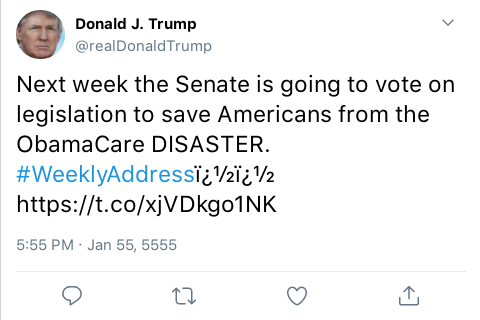 Donald J. Trump
@realDonaldTrump
Next week the Senate is going to vote on
legislation to save Americans from the
ObamaCare DISASTER.
#WeeklyAddressï¿½ï¿½
https://t.co/xjVDkgo1NK
5:55 PM · Jan 55, 5555